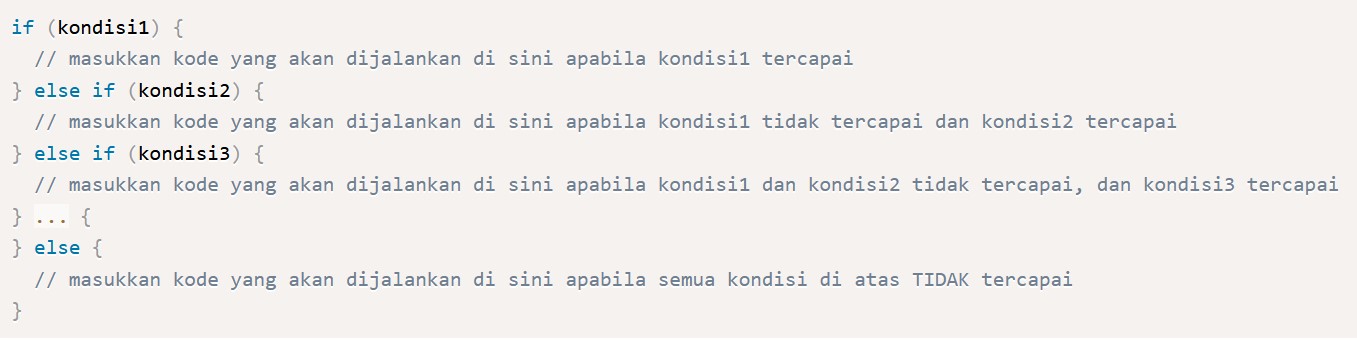 if (kondisi1) {
// masukkan kode yang akan dijalankan di sini apabila kondisi1 tercapai
} else if (kondisi2) {
// masukkan kode yang akan dijalankan di sini apabila kondisi1 tidak tercapai dan kondisi2 tercapai
} else if (kondisi3) {
// masukkan kode yang akan dijalankan di sini apabila kondisi1 dan kondisi2 tidak tercapai, dan kondisi3 tercapai
} ... {
} else {
// masukkan kode yang akan dijalankan di sini apabila semua kondisi di atas TIDAK tercapai
}